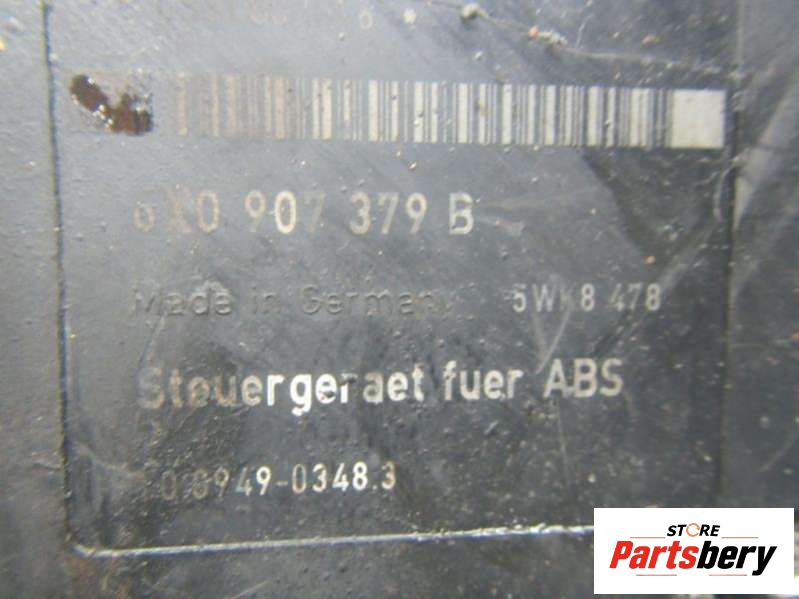 6X0 907 379 B
Made in Germany 5WK8 478
Steuergeraet fuer ABS
10.0949-0348.3
STORE
Partsbery